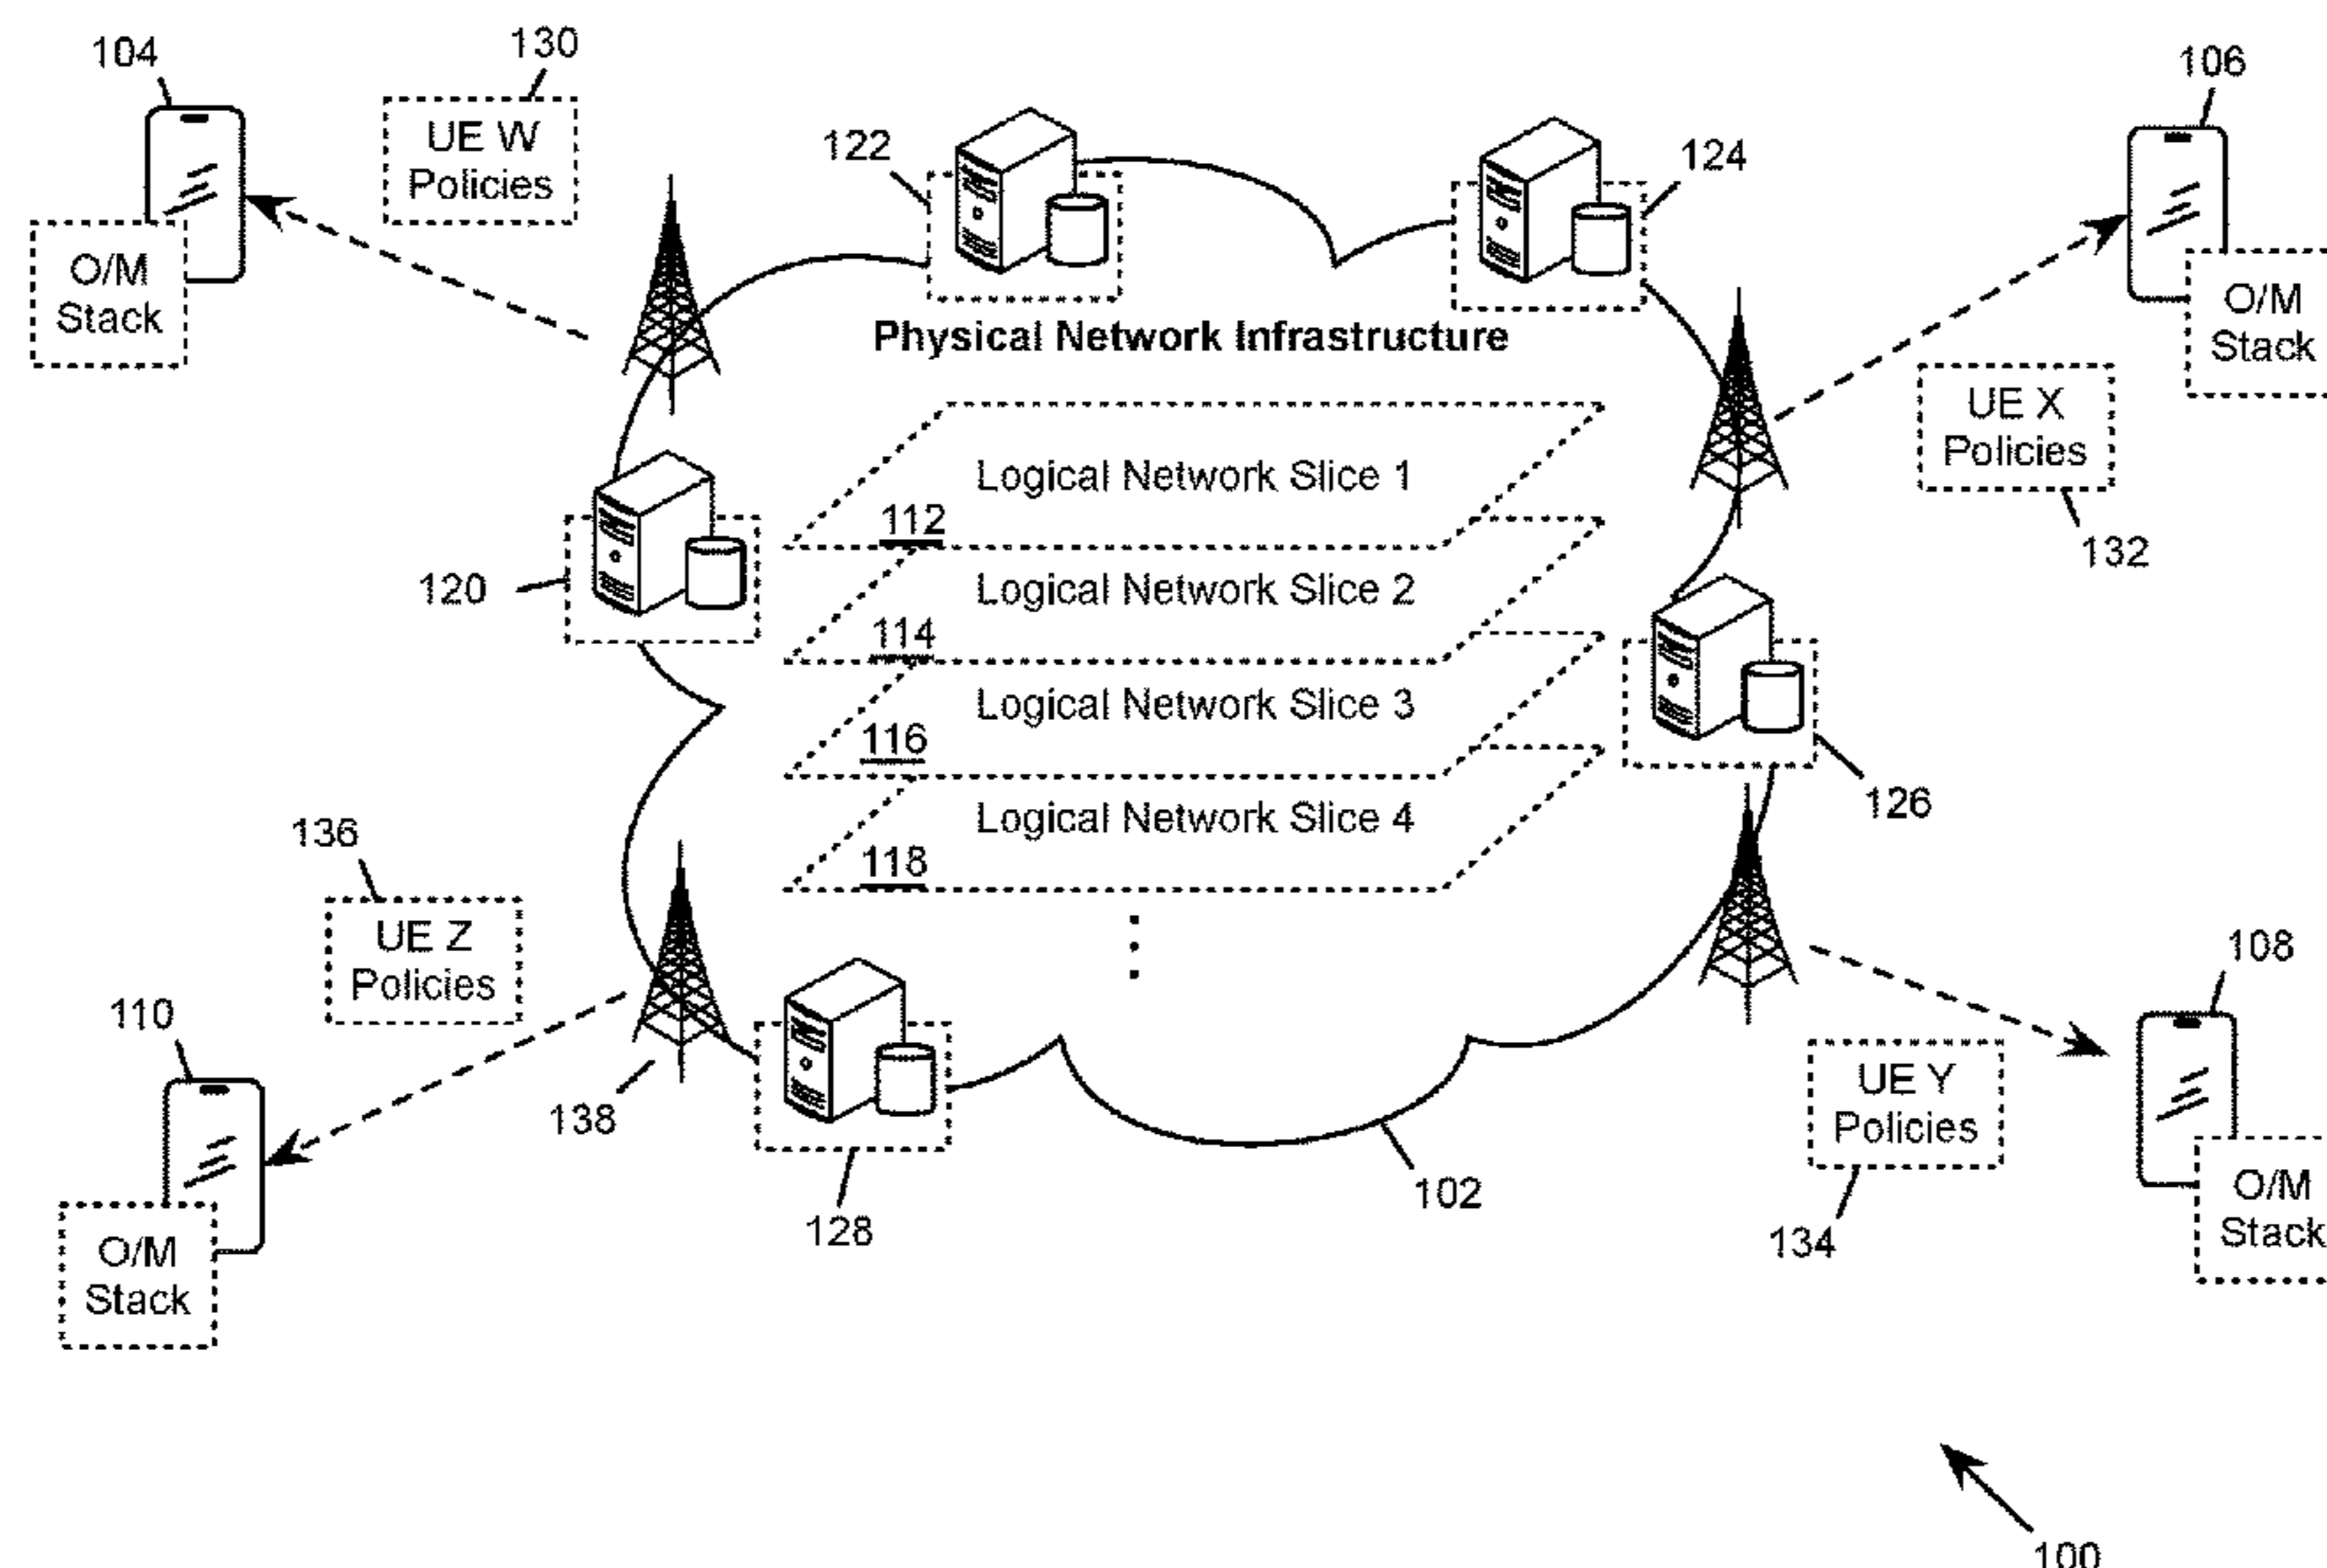 104
130
106
UE W
Policies
122
124
O/M
Stack
Physical Network Infrastructure
O/M
Stack
UE X
Policies
132
Logical Network Slice 1
112
120
Logical Network Slice 2
114
Logical Network Slice 3
116
126
Logical Network Slice 4
118
136
UE Z
Policies
110
138
108
UE Y
Policies
134
O/M
Stack
O/M
Stack
128
102
100